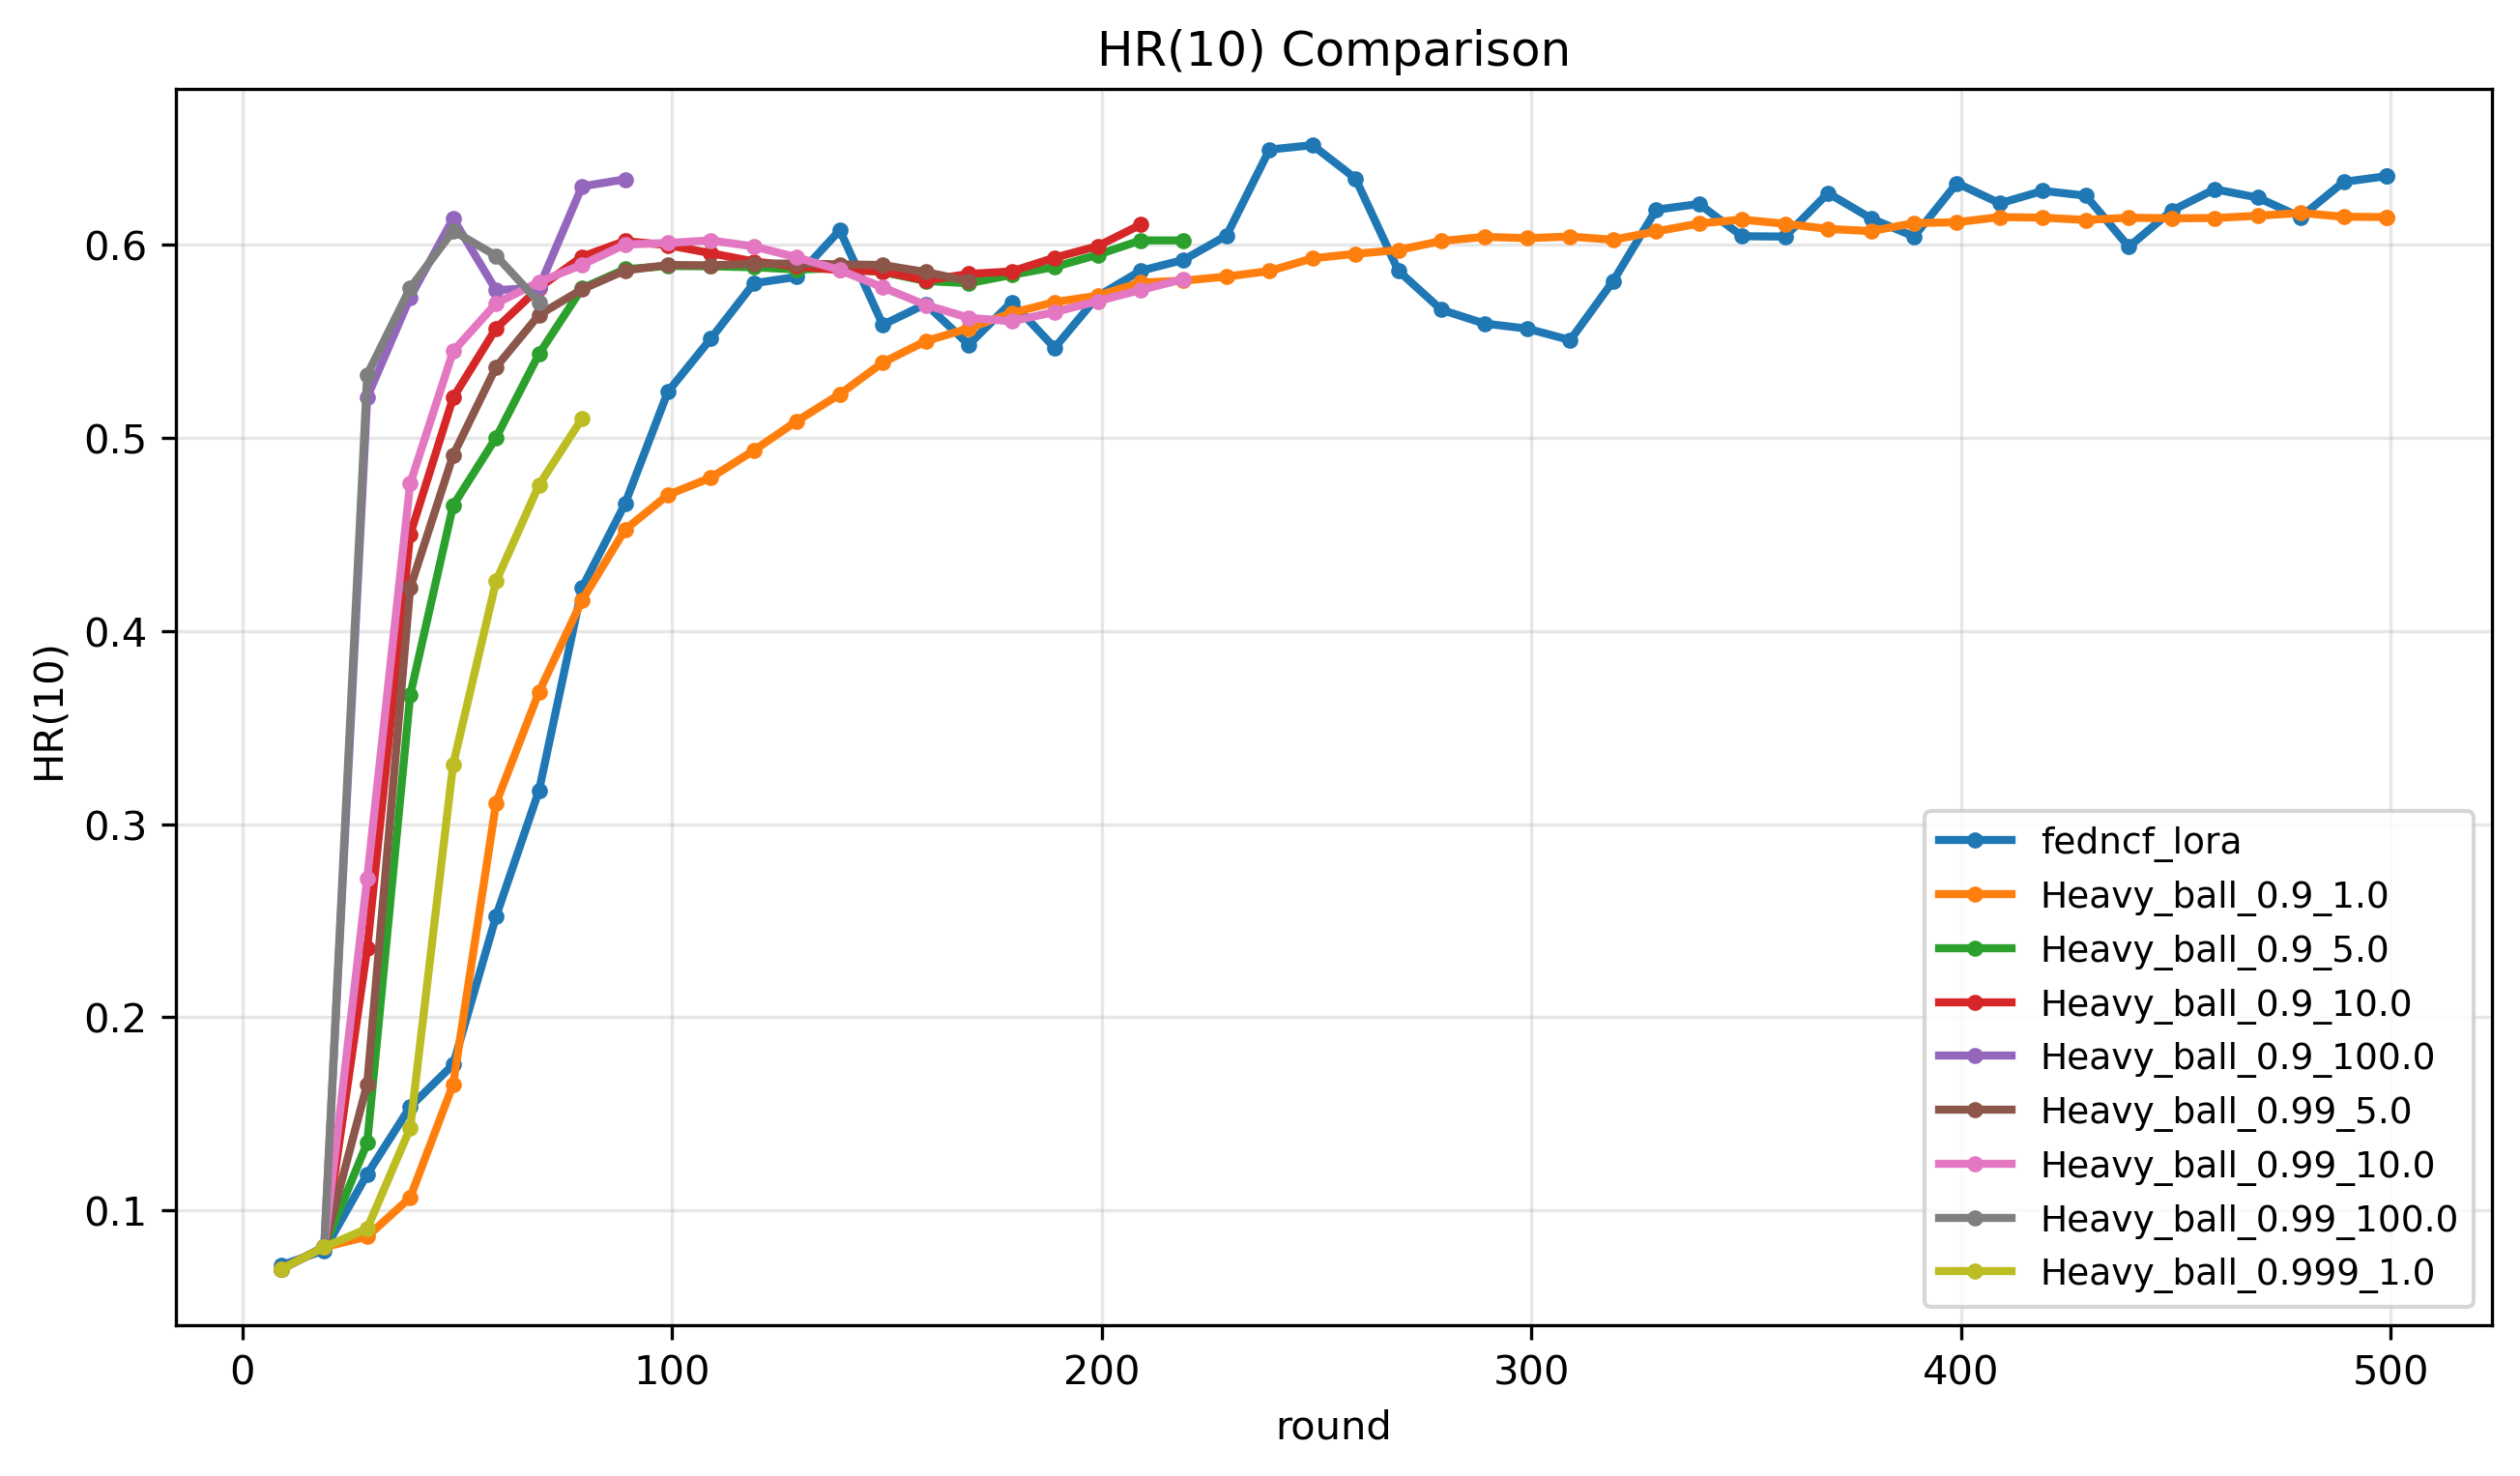 HR(10) Comparison
HR(10)
0.6
0.5
0.4
0.3
0.2
0.1
fedncf_lora
Heavy_ball_0.9_1.0
Heavy_ball_0.9_5.0
Heavy_ball_0.9_10.0
Heavy_ball_0.9_100.0
Heavy_ball_0.99_5.0
Heavy_ball_0.99_10.0
Heavy_ball_0.99_100.0
Heavy_ball_0.999_1.0
0 100 200 300 400 500
round